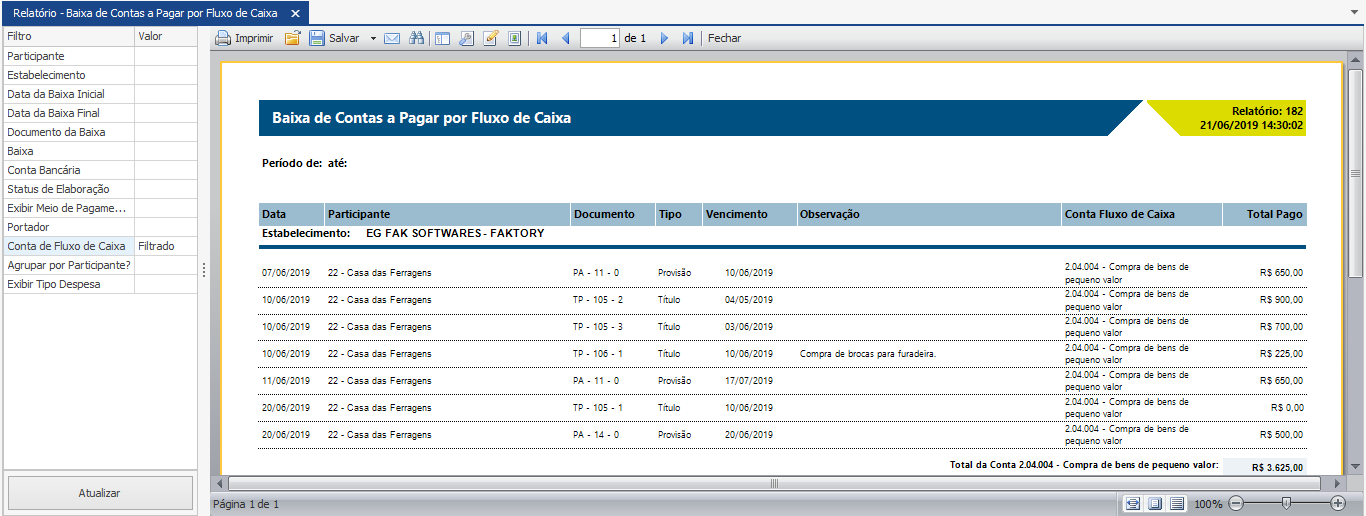 Relatório - Baixa de Contas a Pagar por Fluxo de Caixa
Filtro Valor
Participante
Estabelecimento
Data da Baixa Inicial
Data da Baixa Final
Documento da Baixa
Baixa
Conta Bancária
Status de Elaboração
Exibir Meio de Pagame...
Portador
Conta de Fluxo de Caixa Filtrado
Agrupar por Participante?
Exibir Tipo Despesa
Atualizar
Imprimir Salvar 1 de 1 Fechar
Baixa de Contas a Pagar por Fluxo de Caixa
Relatório: 182
21/06/2019 14:30:02
Período de: até:
Data Participante Documento Tipo Vencimento Observação Conta Fluxo de Caixa Total Pago
Estabelecimento: EG FAK SOFTWARES - FAKTORY
07/06/2019 22 - Casa das Ferragens PA - 11 - 0 Provisão 10/06/2019 2.04.004 - Compra de bens de R$ 650,00
pequeno valor
10/06/2019 22 - Casa das Ferragens TP - 105 - 2 Título 04/05/2019 2.04.004 - Compra de bens de R$ 900,00
pequeno valor
10/06/2019 22 - Casa das Ferragens TP - 105 - 3 Título 03/06/2019 2.04.004 - Compra de bens de R$ 700,00
pequeno valor
10/06/2019 22 - Casa das Ferragens TP - 106 - 1 Título 10/06/2019 Compra de brocas para furadeira. 2.04.004 - Compra de bens de R$ 225,00
pequeno valor
11/06/2019 22 - Casa das Ferragens PA - 11 - 0 Provisão 17/07/2019 2.04.004 - Compra de bens de R$ 650,00
pequeno valor
20/06/2019 22 - Casa das Ferragens TP - 105 - 1 Título 10/06/2019 2.04.004 - Compra de bens de R$ 0,00
pequeno valor
20/06/2019 22 - Casa das Ferragens PA - 14 - 0 Provisão 20/06/2019 2.04.004 - Compra de bens de R$ 500,00
pequeno valor
Total da Conta 2.04.004 - Compra de bens de pequeno valor: R$ 3.625,00
Página 1 de 1 100%